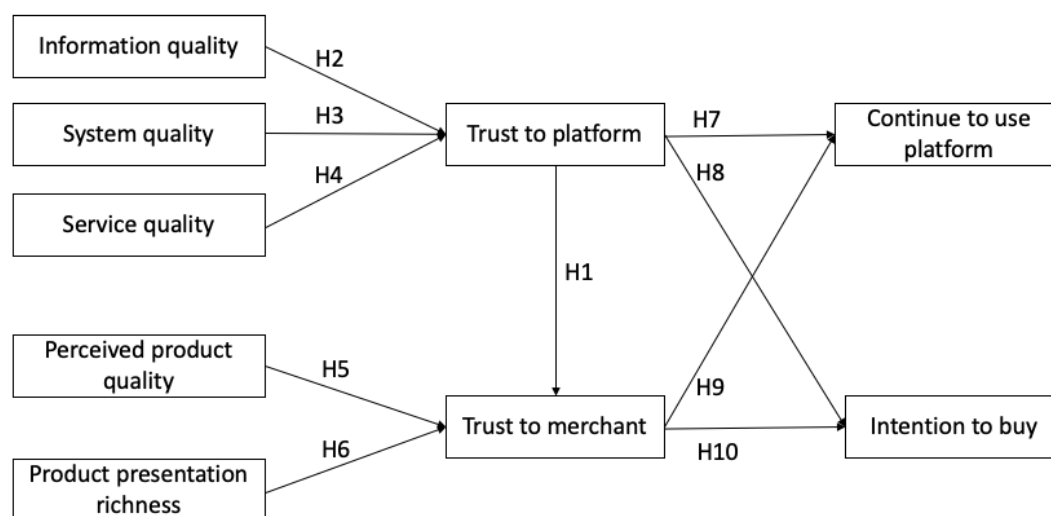 Information quality
H2
System quality
H3
H4
Service quality
Trust to platform
H7
H8
Continue to use
platform
H1
Perceived product
quality
H5
H6
Product presentation
richness
Trust to merchant
H9
H10
Intention to buy